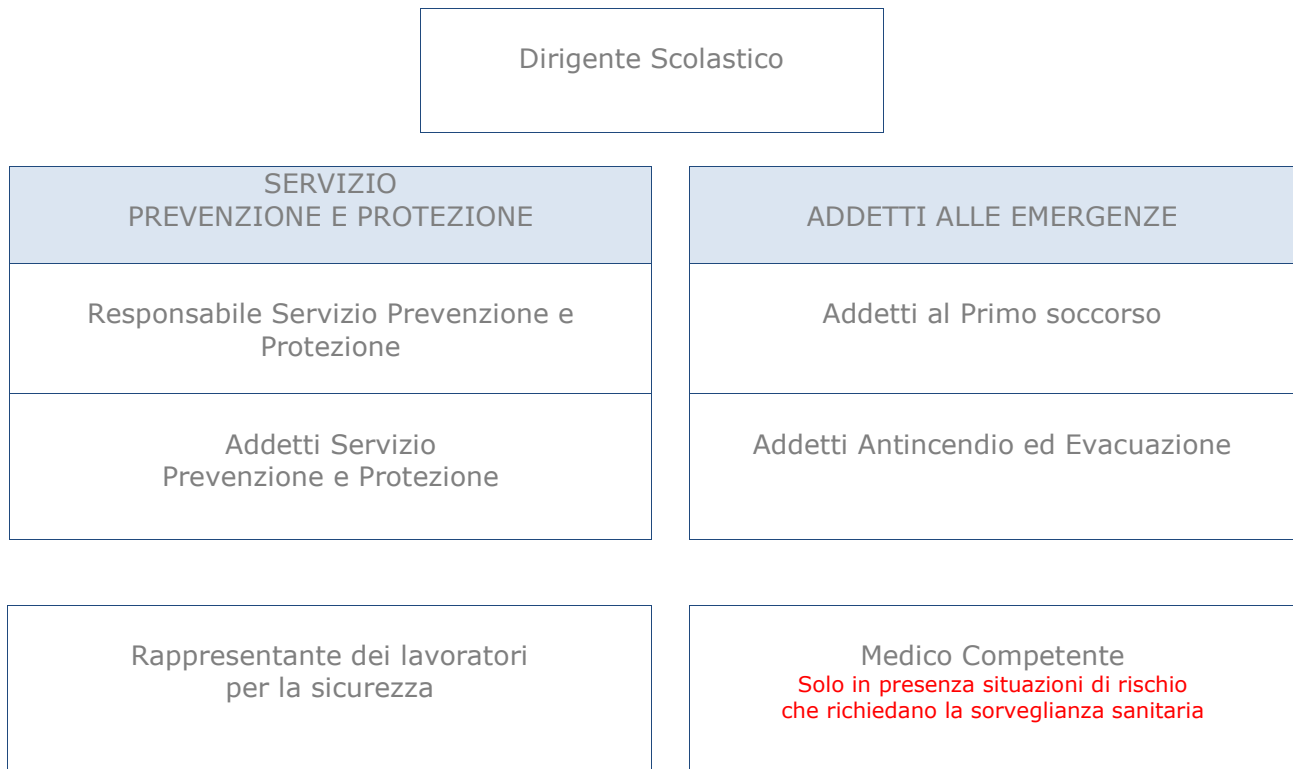 Dirigente Scolastico
SERVIZIO
PREVENZIONE E PROTEZIONE
ADDETTI ALLE EMERGENZE
Responsabile Servizio Prevenzione e
Protezione
Addetti al Primo soccorso
Addetti Servizio
Prevenzione e Protezione
Addetti Antincendio ed Evacuazione
Rappresentante dei lavoratori
per la sicurezza
Medico Competente
Solo in presenza situazioni di rischio
che richiedano la sorveglianza sanitaria